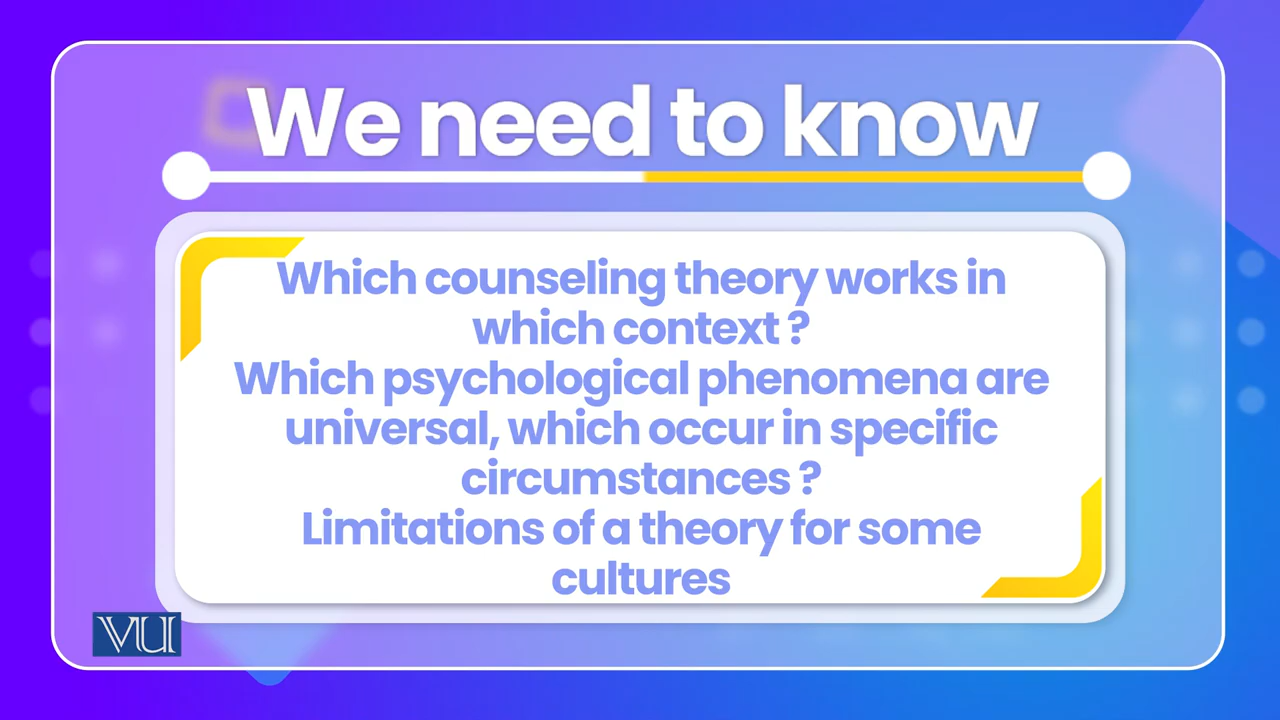 We need to know
Which counseling theory works in
which context ?
Which psychological phenomena are
universal, which occur in specific
circumstances ?
Limitations of a theory for some
cultures
VU